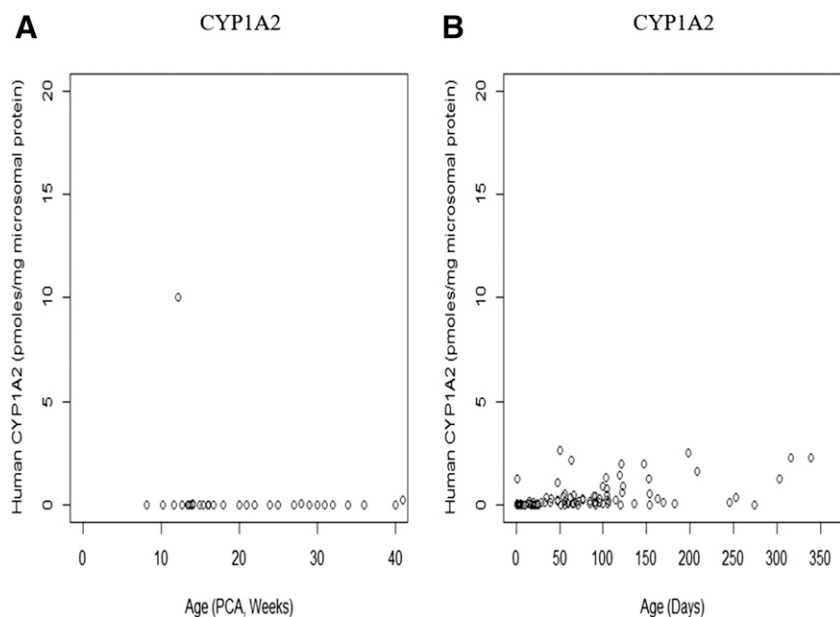 A
CYP1A2
Human CYP1A2 (pmoles/mg microsomal protein)
20
15
10
5
0
0
10
20
30
40
Age (PCA, Weeks)
B
CYP1A2
Human CYP1A2 (pmoles/mg microsomal protein)
20
15
10
5
0
0
50
100
150
200
250
300
350
Age (Days)